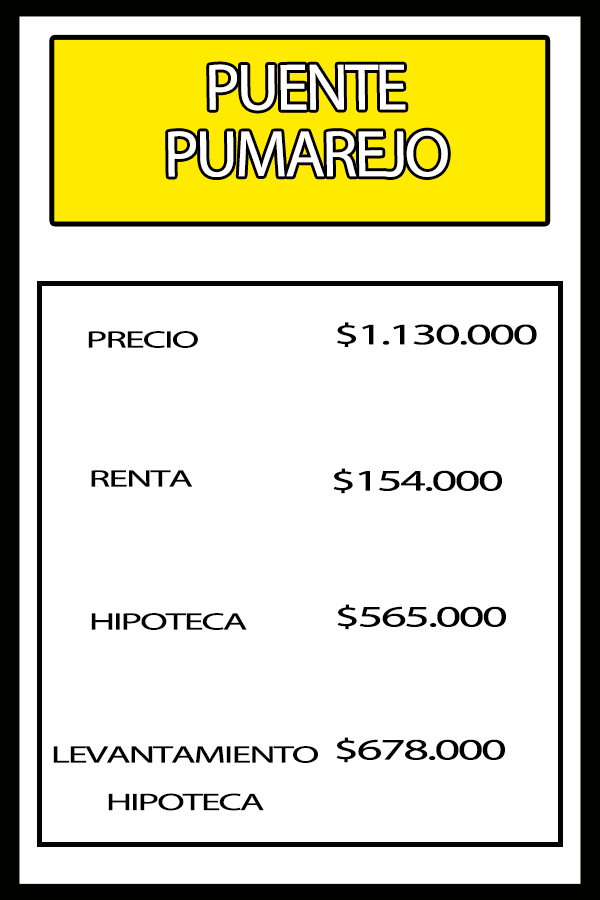 PUENTE
PUMAREJO
PRECIO $1.130.000
RENTA $154.000
HIPOTECA $565.000
LEVANTAMIENTO $678.000
HIPOTECA